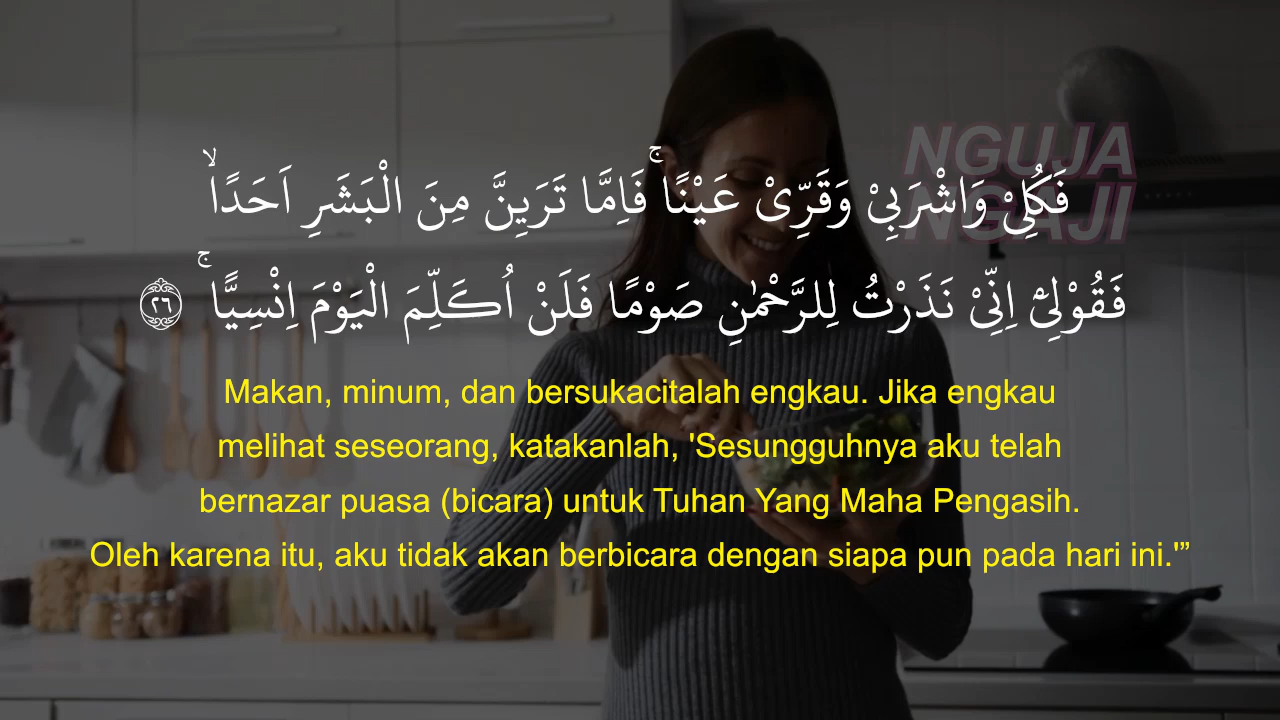 NGUJA
NGAJI
فَكُلِيْ وَاشْرَبِيْ وَقَرِّيْ عَيْنًاۚ فَاِمَّا تَرَيِنَّ مِنَ الْبَشَرِ اَحَدًاۙ
فَقُوْلِيْٓ اِنِّيْ نَذَرْتُ لِلرَّحْمٰنِ صَوْمًا فَلَنْ اُكَلِّمَ الْيَوْمَ اِنْسِيًّاۚ ۝٢٦
Makan, minum, dan bersukacitalah engkau. Jika engkau
melihat seseorang, katakanlah, 'Sesungguhnya aku telah
bernazar puasa (bicara) untuk Tuhan Yang Maha Pengasih.
Oleh karena itu, aku tidak akan berbicara dengan siapa pun pada hari ini.'”